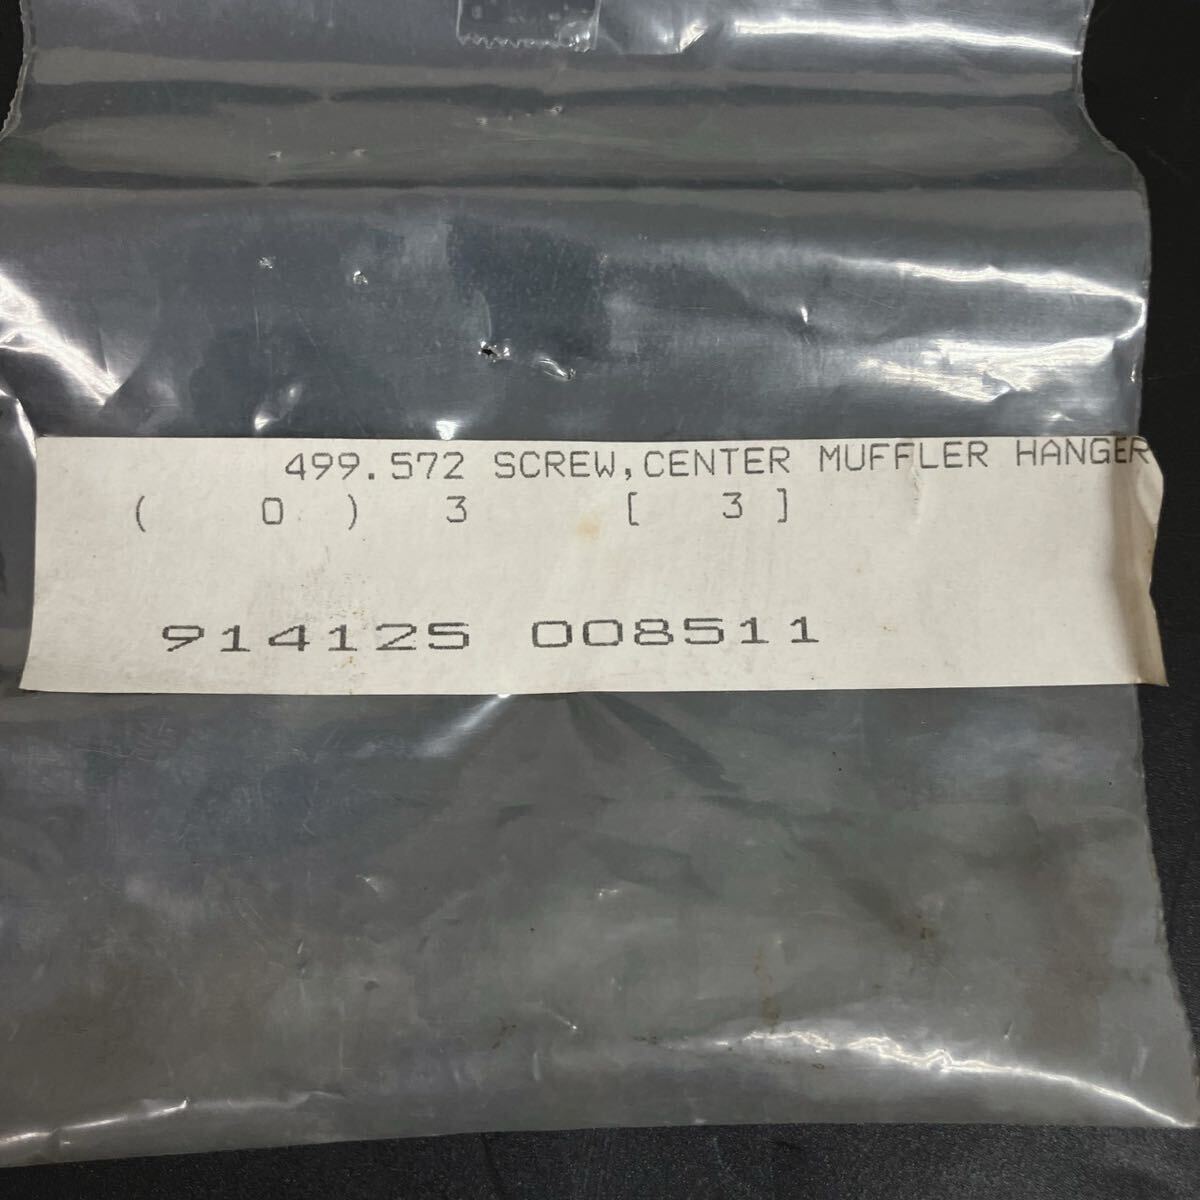 499.572 SCREW,CENTER MUFFLER HANGER
( 0 ) 3 [ 3 ]
914125 008511